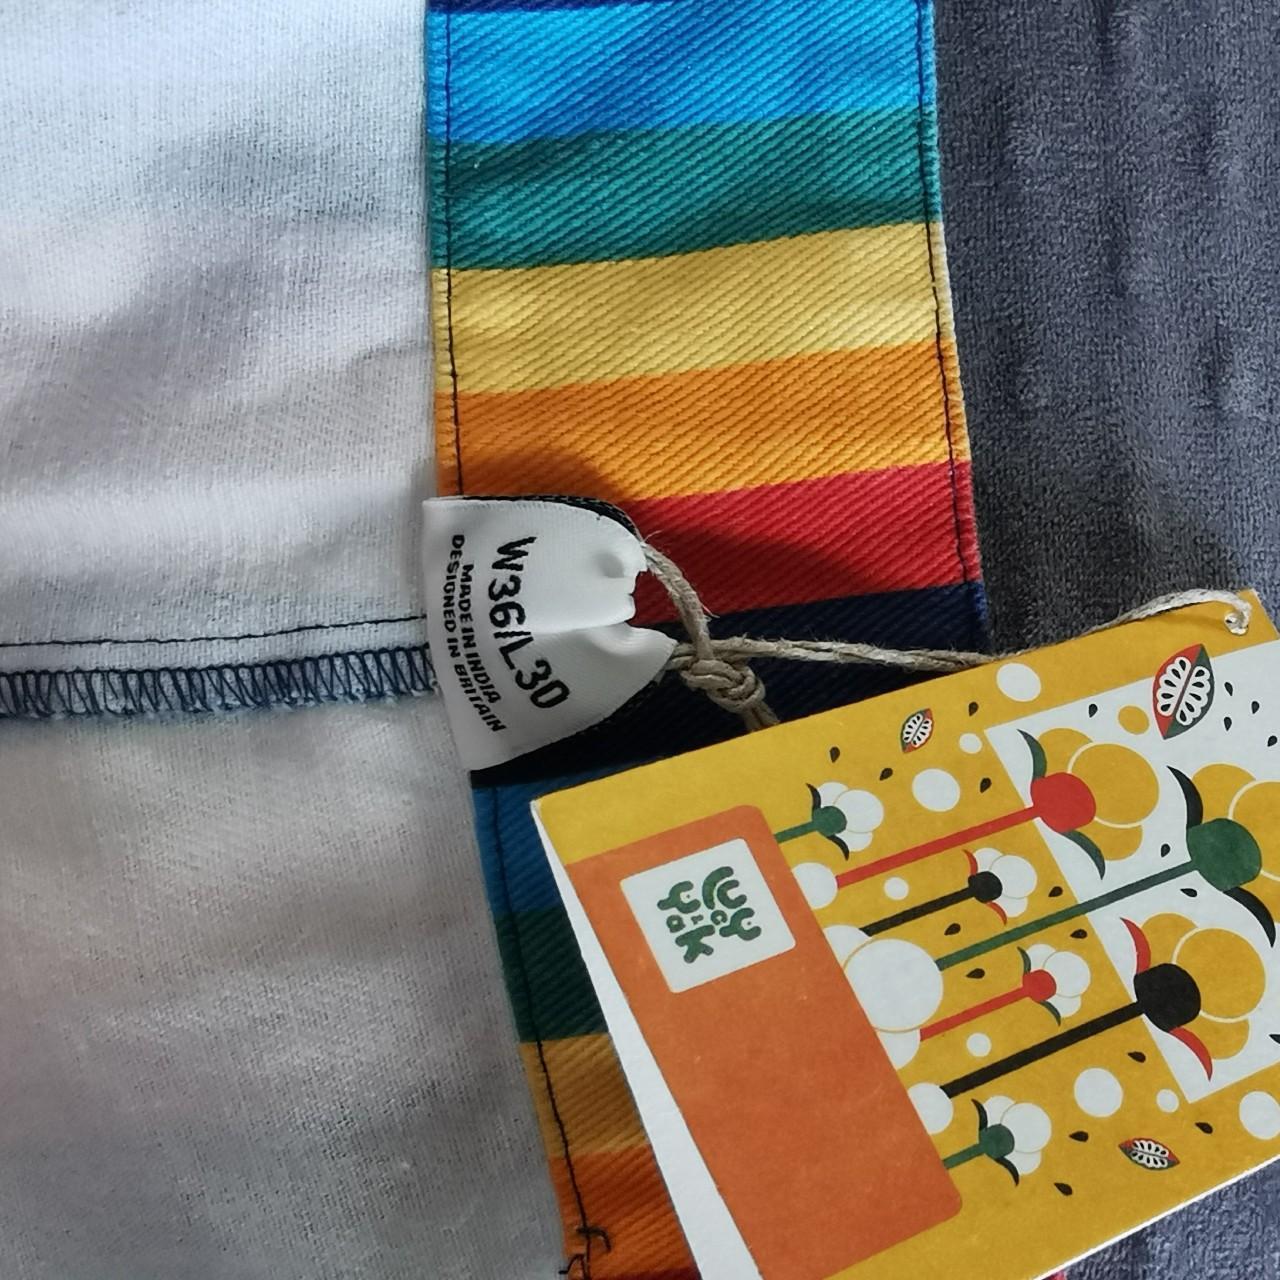 W36/L30
MADE IN INDIA
DESIGNED IN BRITAIN
LUCY
&
YAK